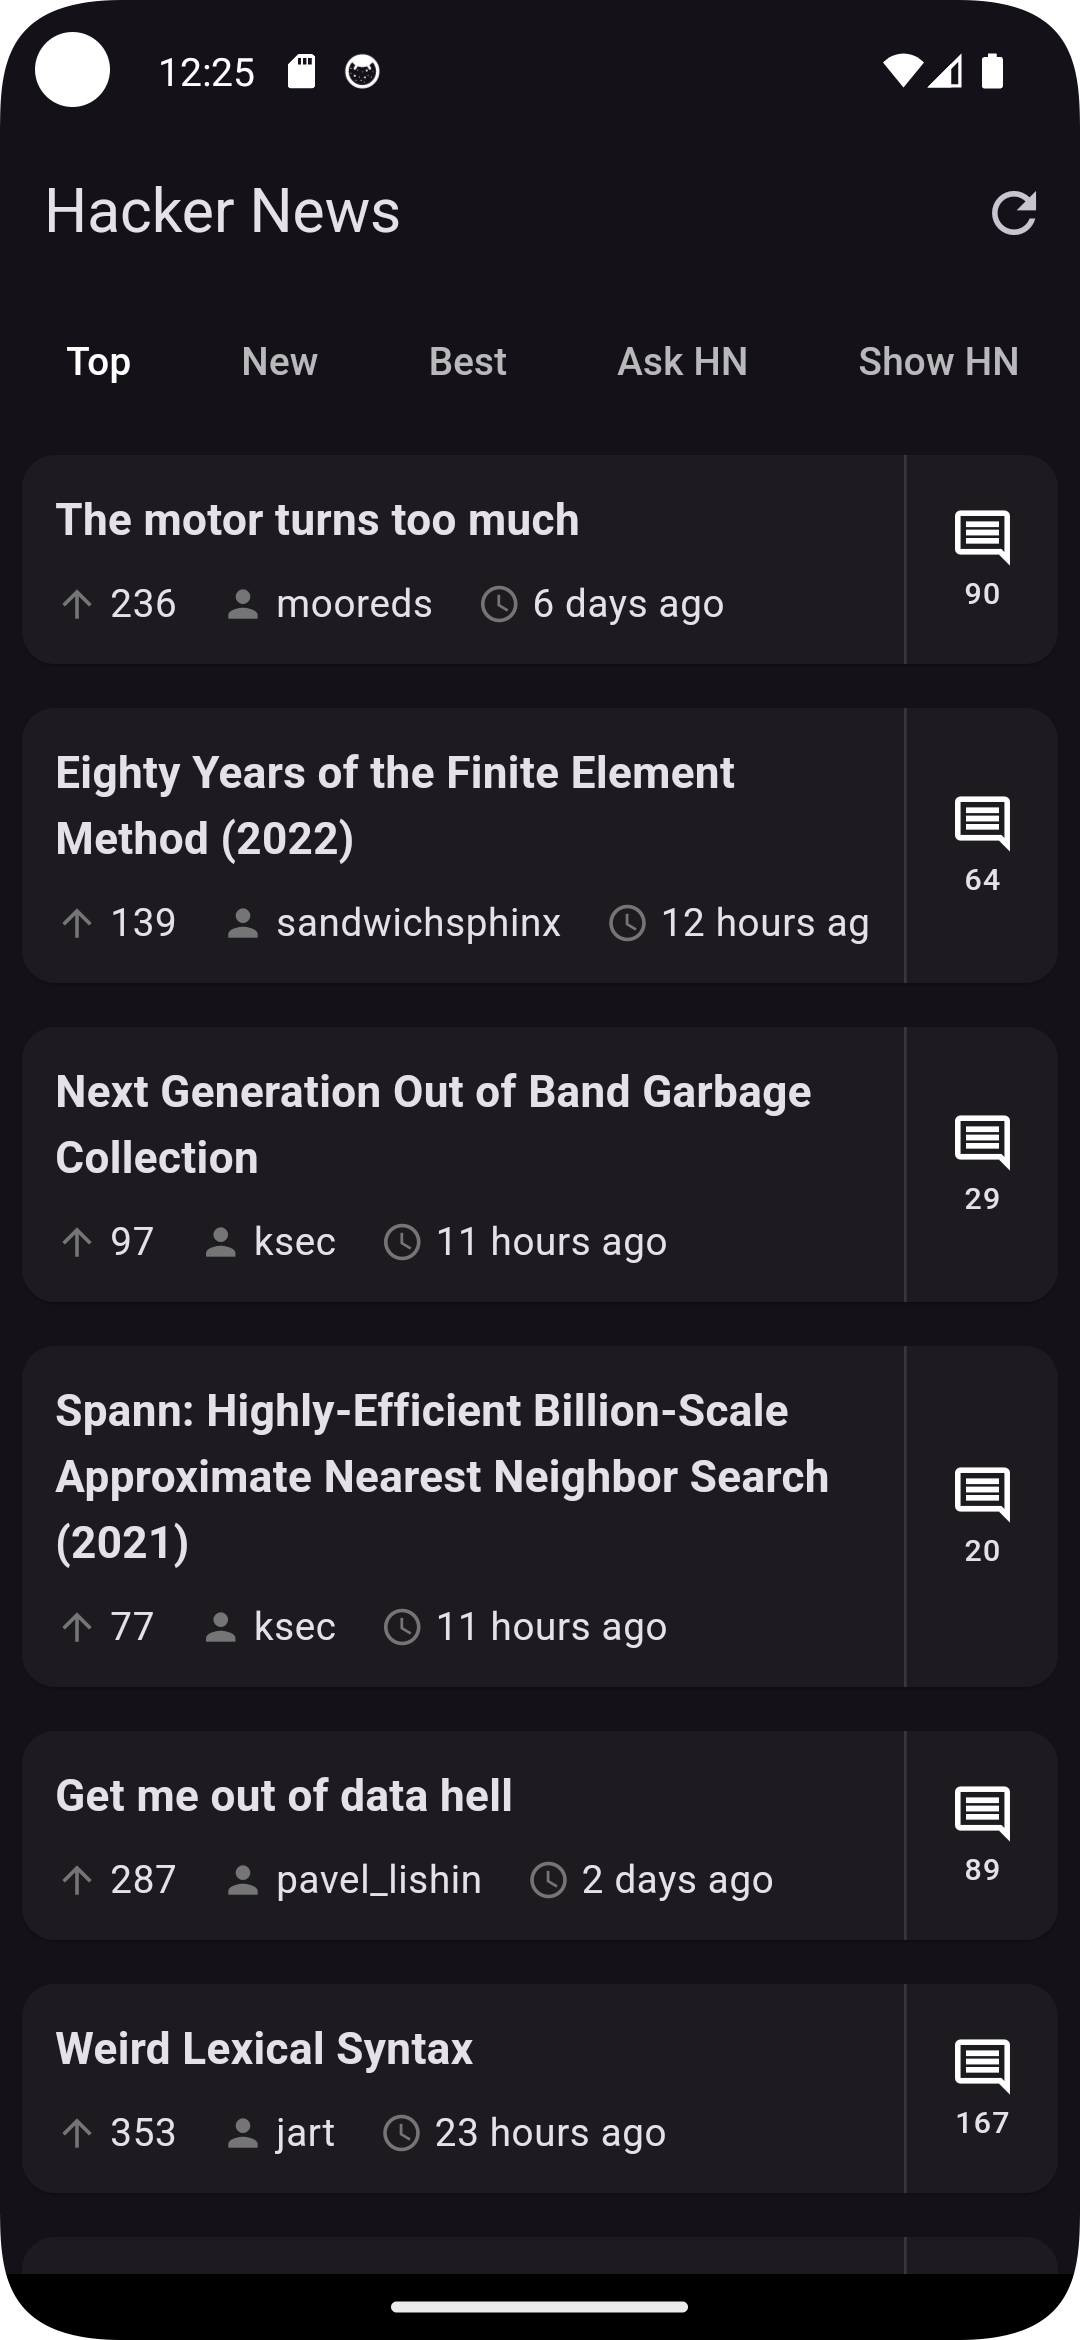 12:25
Hacker News
Top New Best Ask HN Show HN
The motor turns too much
236 mooreds 6 days ago
90
Eighty Years of the Finite Element
Method (2022)
139 sandwichsphinx 12 hours ag
64
Next Generation Out of Band Garbage
Collection
97 ksec 11 hours ago
29
Spann: Highly-Efficient Billion-Scale
Approximate Nearest Neighbor Search
(2021)
77 ksec 11 hours ago
20
Get me out of data hell
287 pavel_lishin 2 days ago
89
Weird Lexical Syntax
353 jart 23 hours ago
167